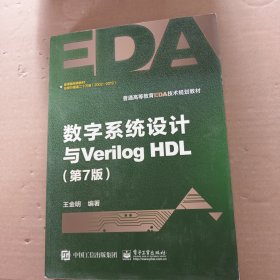 EDA
普通高等教育EDA技术规划教材
数字系统设计
与Verilog HDL
（第7版）
王金明 编著
中国工信出版集团
电子工业出版社